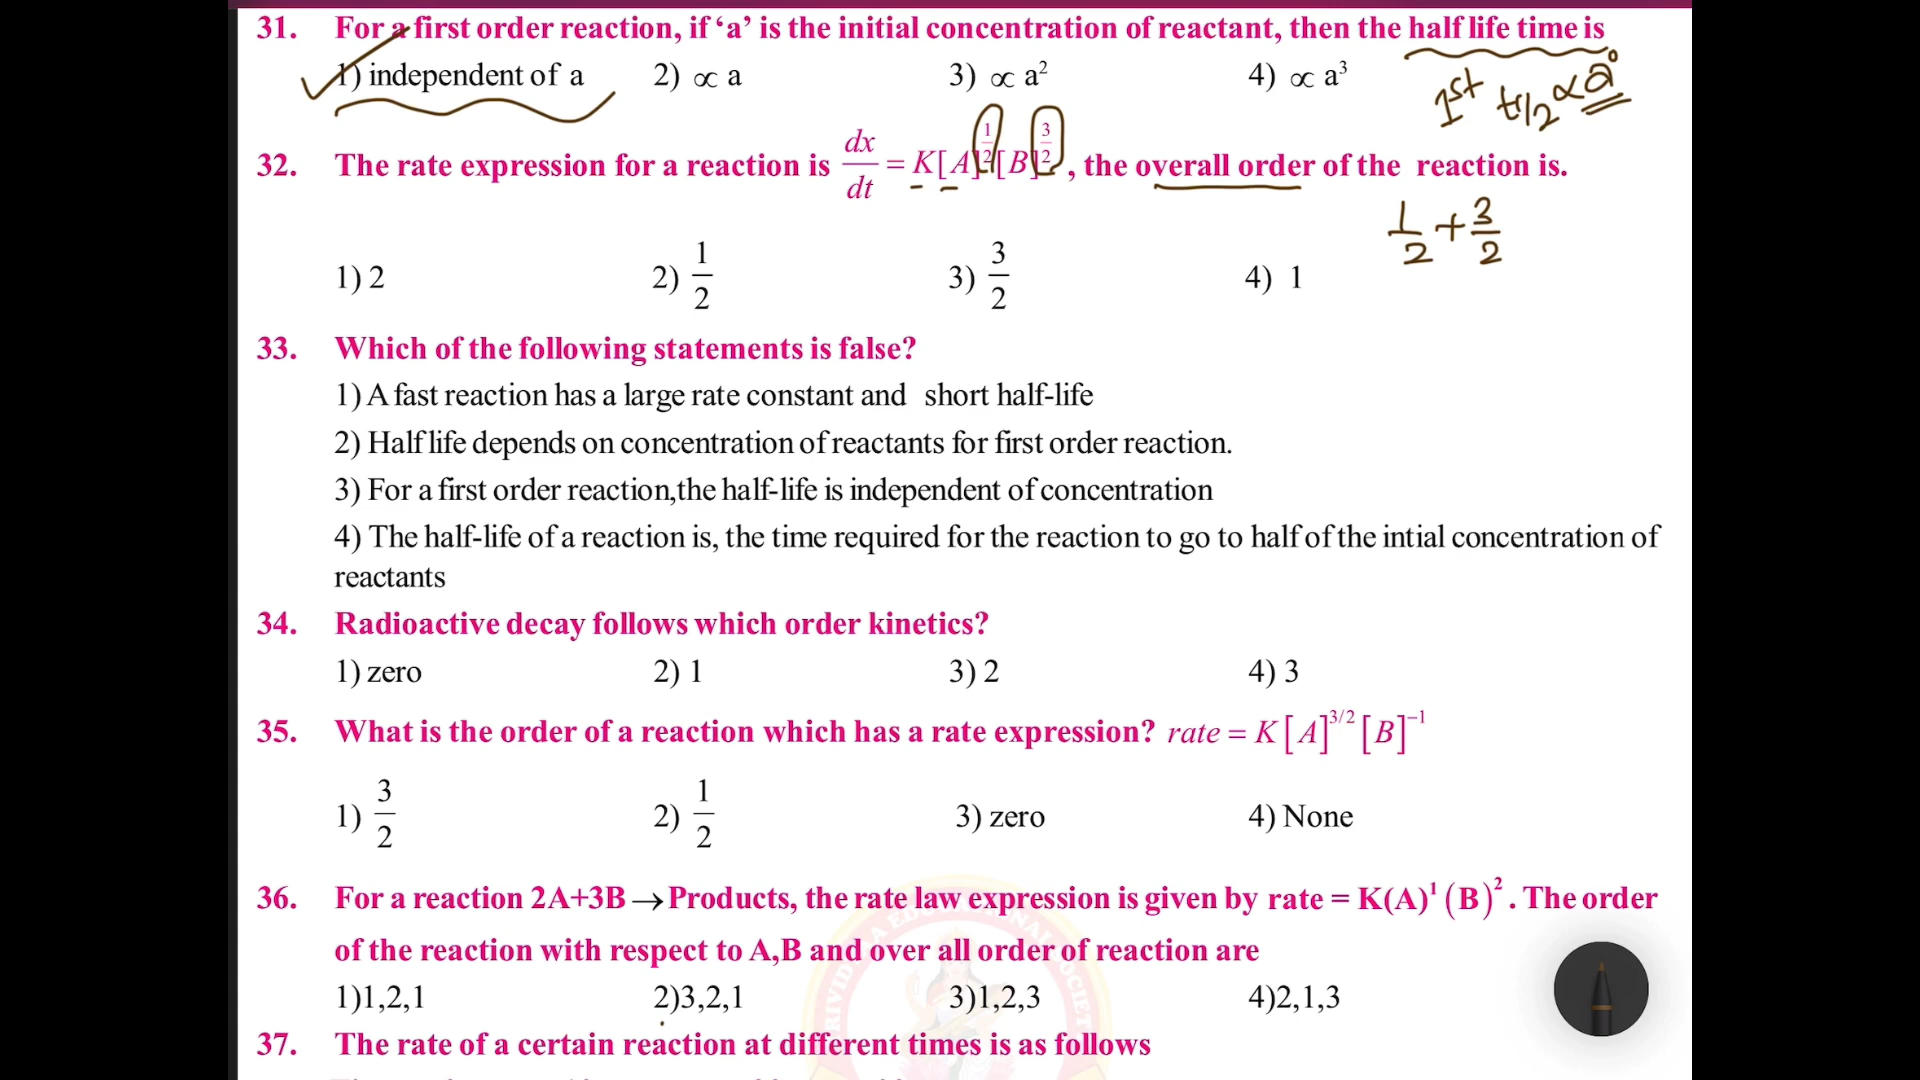 31. For a first order reaction, if ‘a’ is the initial concentration of reactant, then the half life time is
1) independent of a 2) ∝ a 3) ∝ a² 4) ∝ a³
1st t1/2 ∝ a°
32. The rate expression for a reaction is dx/dt = K[A]^1/2 [B]^3/2, the overall order of the reaction is.
1/2 + 3/2
1) 2 2) 1/2 3) 3/2 4) 1
33. Which of the following statements is false?
1) A fast reaction has a large rate constant and short half-life
2) Half life depends on concentration of reactants for first order reaction.
3) For a first order reaction,the half-life is independent of concentration
4) The half-life of a reaction is, the time required for the reaction to go to half of the intial concentration of
reactants
34. Radioactive decay follows which order kinetics?
1) zero 2) 1 3) 2 4) 3
35. What is the order of a reaction which has a rate expression? rate = K[A]^3/2 [B]^−1
1) 3/2 2) 1/2 3) zero 4) None
36. For a reaction 2A+3B→Products, the rate law expression is given by rate = K(A)¹ (B)². The order
of the reaction with respect to A,B and over all order of reaction are
1)1,2,1 2)3,2,1 3)1,2,3 4)2,1,3
37. The rate of a certain reaction at different times is as follows